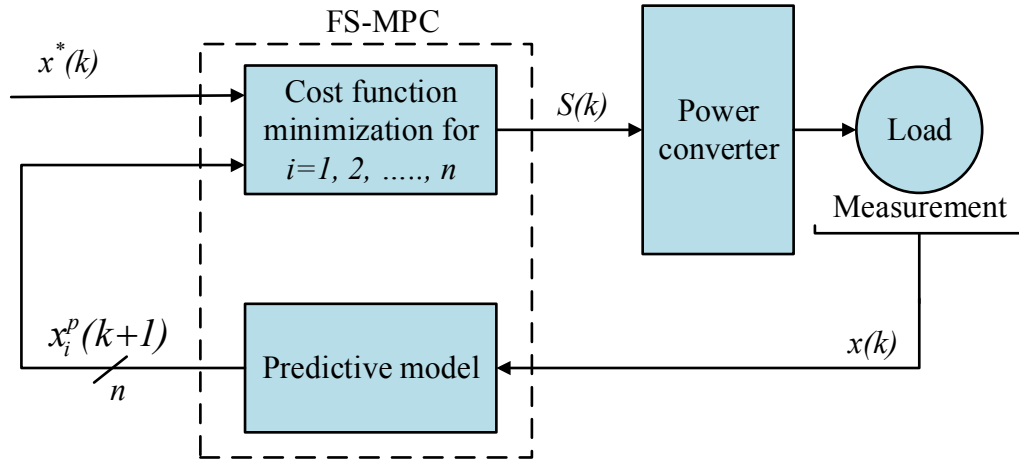 FS-MPC
x*(k)
Cost function
minimization for
i=1, 2, ....., n
S(k)
Power
converter
Load
Measurement
x_i^p(k+1)
n
Predictive model
x(k)